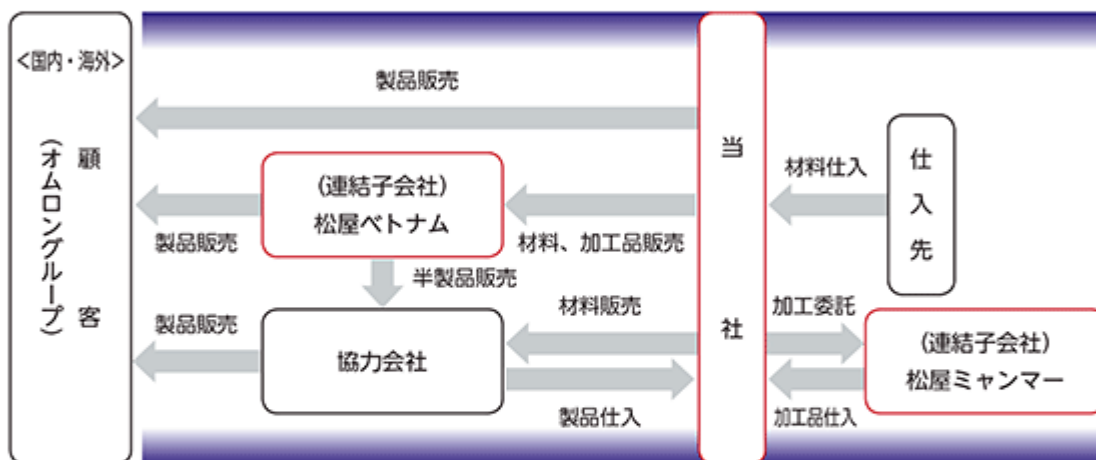 <国内・海外>
顧客
(オムロングループ)
製品販売
(連結子会社)
松屋ベトナム
製品販売
材料、加工品販売
半製品販売
協力会社
製品販売
材料販売
製品仕入
当社
材料仕入
仕入先
加工委託
加工品仕入
(連結子会社)
松屋ミャンマー